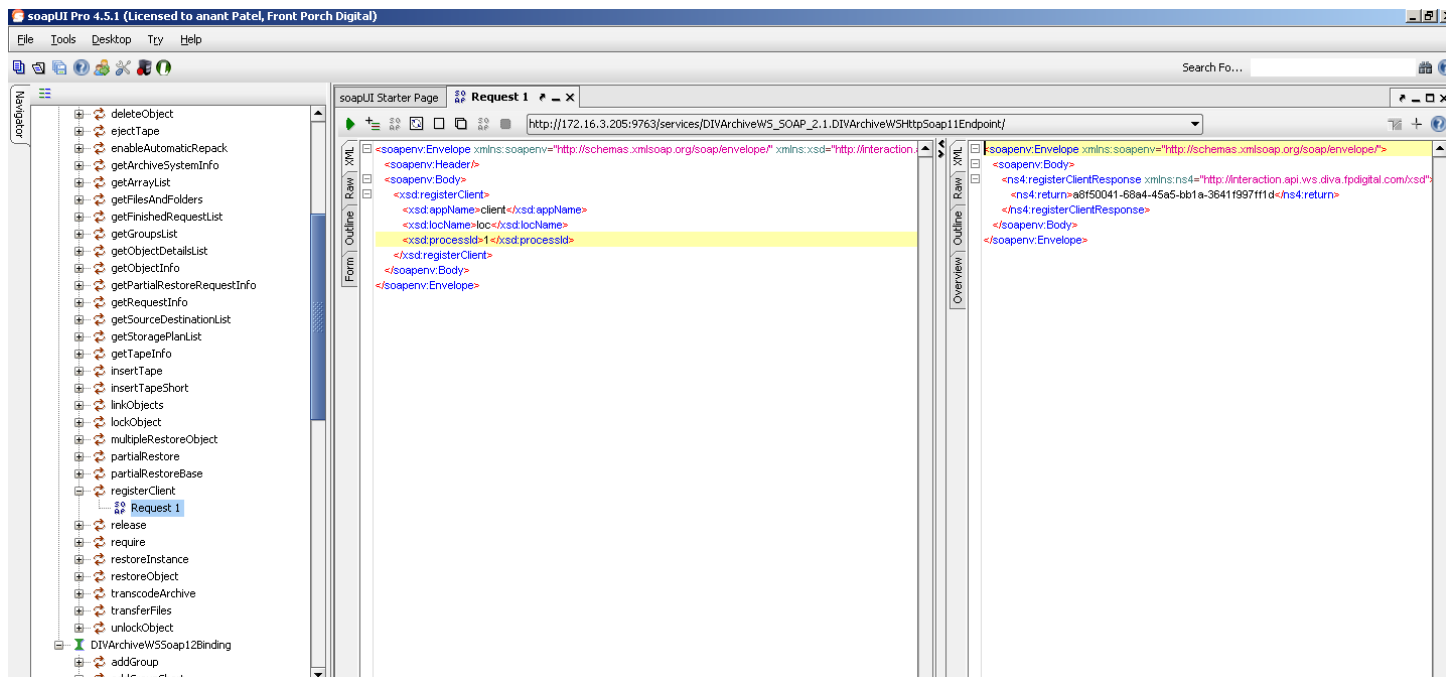 soapUI Pro 4.5.1 (Licensed to anant Patel, Front Porch Digital)
File Tools Desktop Try Help
Search Fo...
Navigator
deleteObject
ejectTape
enableAutomaticRepack
getArchiveSystemInfo
getArrayList
getFilesAndFolders
getFinishedRequestList
getGroupsList
getObjectDetailsList
getObjectInfo
getPartialRestoreRequestInfo
getRequestInfo
getSourceDestinationList
getStoragePlanList
getTapeInfo
insertTape
insertTapeShort
linkObjects
lockObject
multipleRestoreObject
partialRestore
partialRestoreBase
registerClient
Request 1
release
require
restoreInstance
restoreObject
transcodeArchive
transferFiles
unlockObject
DIVArchiveWSSoap12Binding
addGroup
soapUI Starter Page
Request 1
http://172.16.3.205:9763/services/DIVArchiveWS_SOAP_2.1.DIVArchiveWSHttpSoap11Endpoint/
XML
Raw
Outline
Form
<soapenv:Envelope xmlns:soapenv="http://schemas.xmlsoap.org/soap/envelope/" xmlns:xsd="http://interaction.
<soapenv:Header/>
<soapenv:Body>
<xsd:registerClient>
<xsd:appName>client</xsd:appName>
<xsd:locName>loc</xsd:locName>
<xsd:processId>1</xsd:processId>
</xsd:registerClient>
</soapenv:Body>
</soapenv:Envelope>
XML
Raw
Outline
Overview
<soapenv:Envelope xmlns:soapenv="http://schemas.xmlsoap.org/soap/envelope/">
<soapenv:Body>
<ns4:registerClientResponse xmlns:ns4="http://interaction.api.ws.diva.fpdigital.com/xsd">
<ns4:return>a8f50041-68a4-45a5-bb1a-3641f997ff1d</ns4:return>
</ns4:registerClientResponse>
</soapenv:Body>
</soapenv:Envelope>